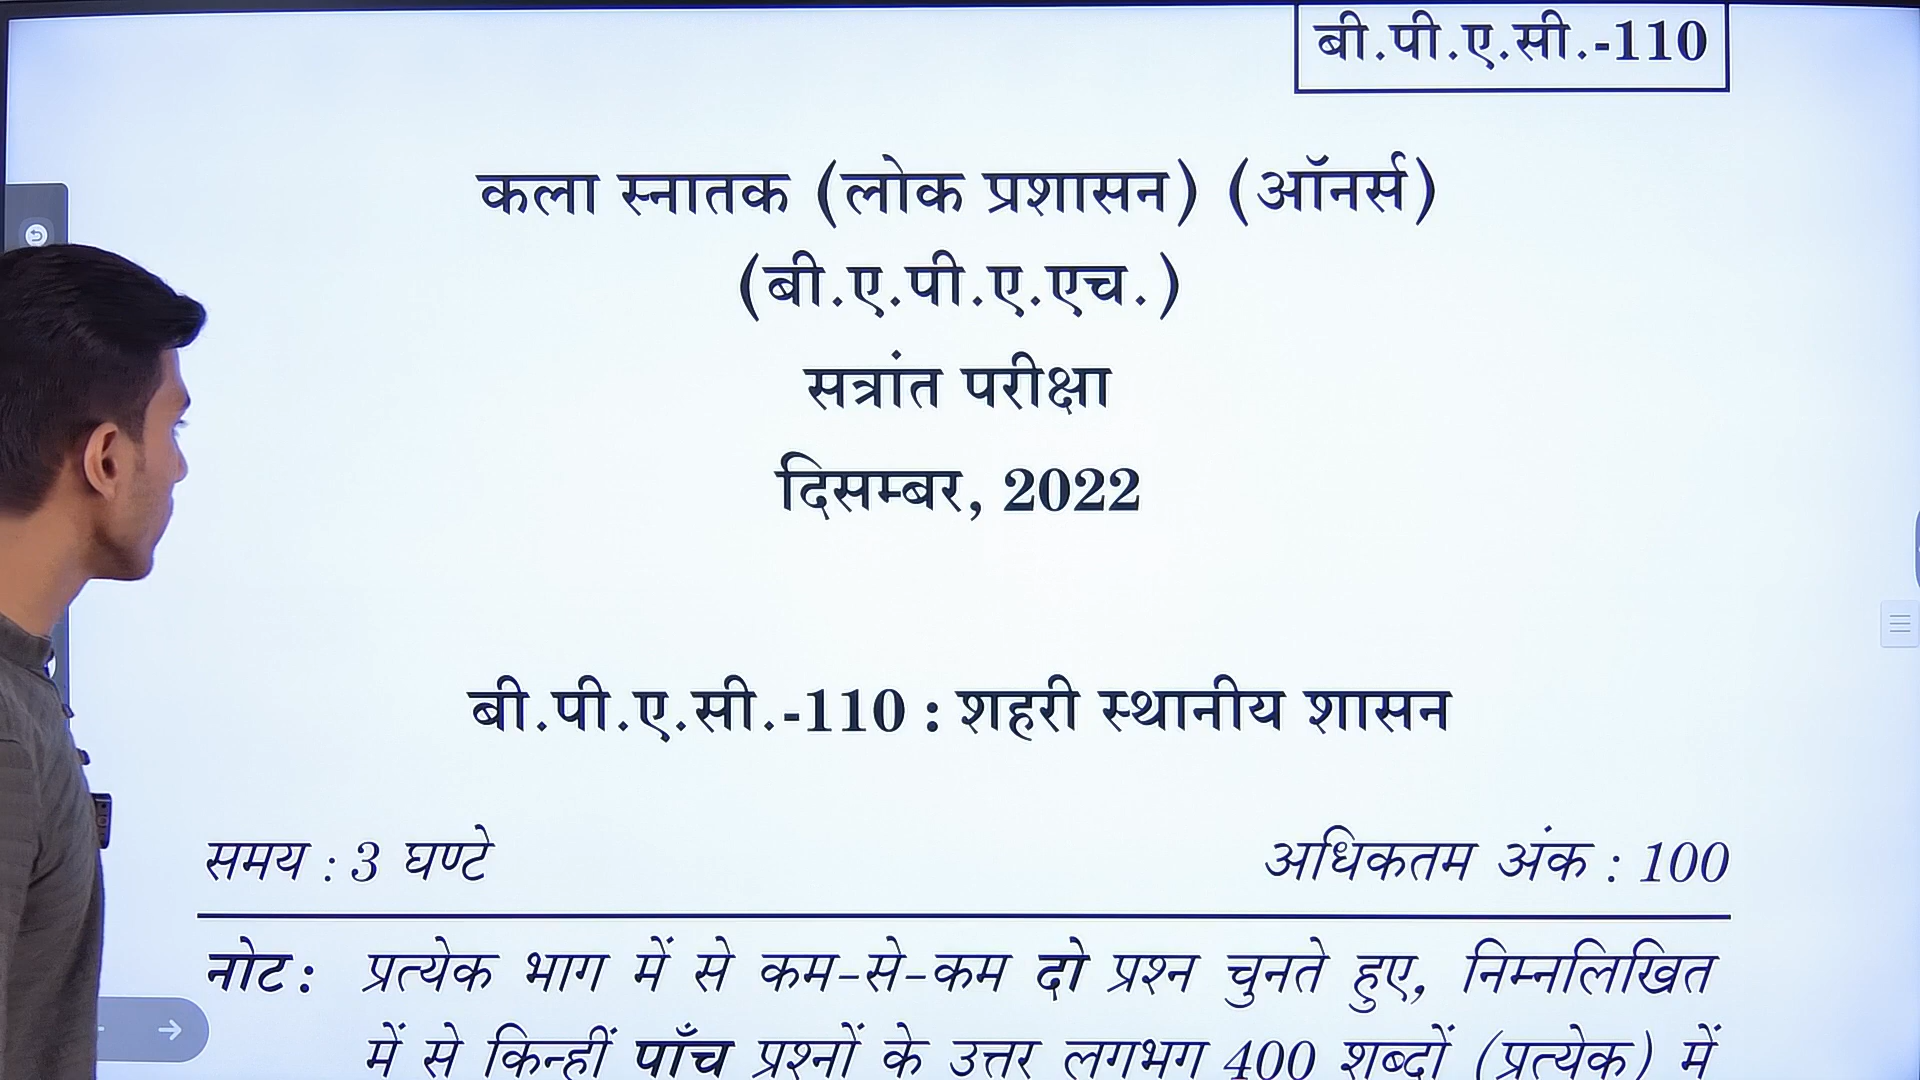 बी.पी.ए.सी.-110
कला स्नातक (लोक प्रशासन) (ऑनर्स)
(बी.ए.पी.ए.एच.)
सत्रांत परीक्षा
दिसम्बर, 2022
बी.पी.ए.सी.-110 : शहरी स्थानीय शासन
समय : 3 घण्टे अधिकतम अंक : 100
नोट : प्रत्येक भाग में से कम-से-कम दो प्रश्न चुनते हुए, निम्नलिखित
में से किन्हीं पाँच प्रश्नों के उत्तर लगभग 400 शब्दों (प्रत्येक) में